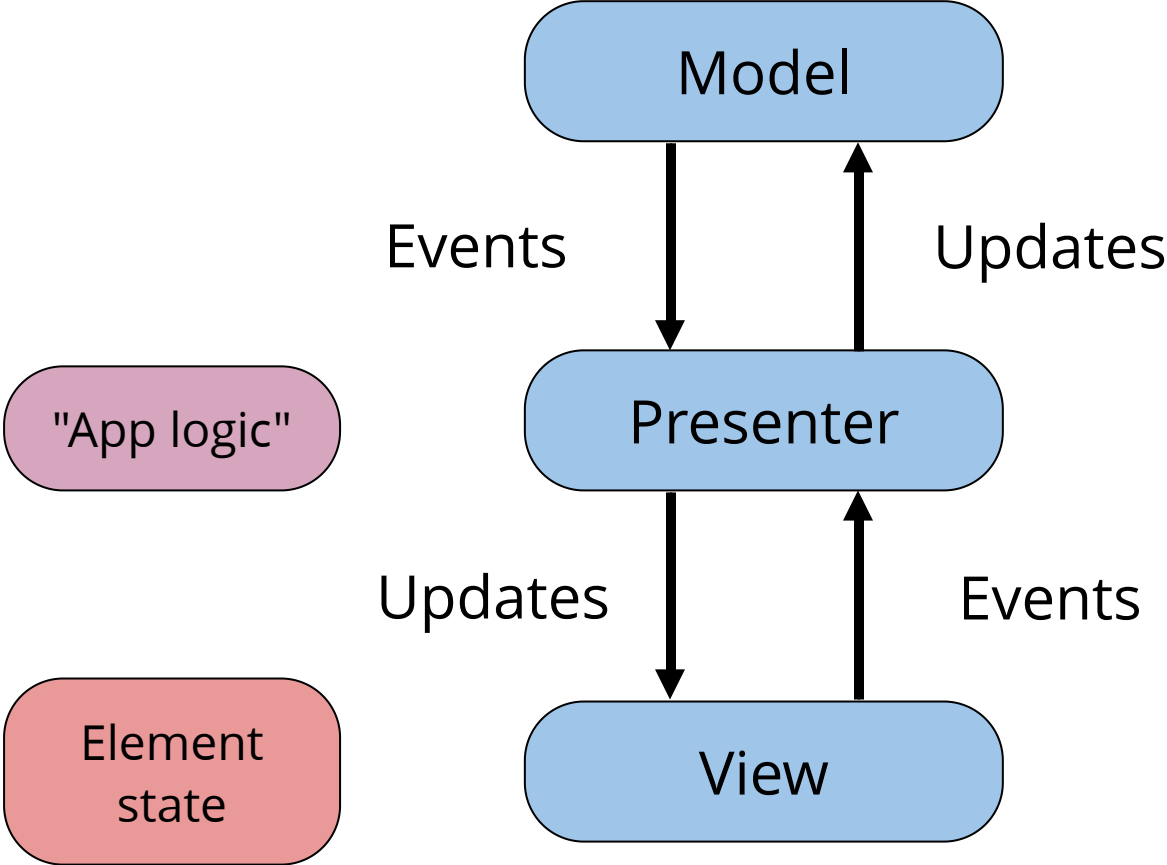 Model
Events
Updates
"App logic"
Presenter
Updates
Events
Element
state
View